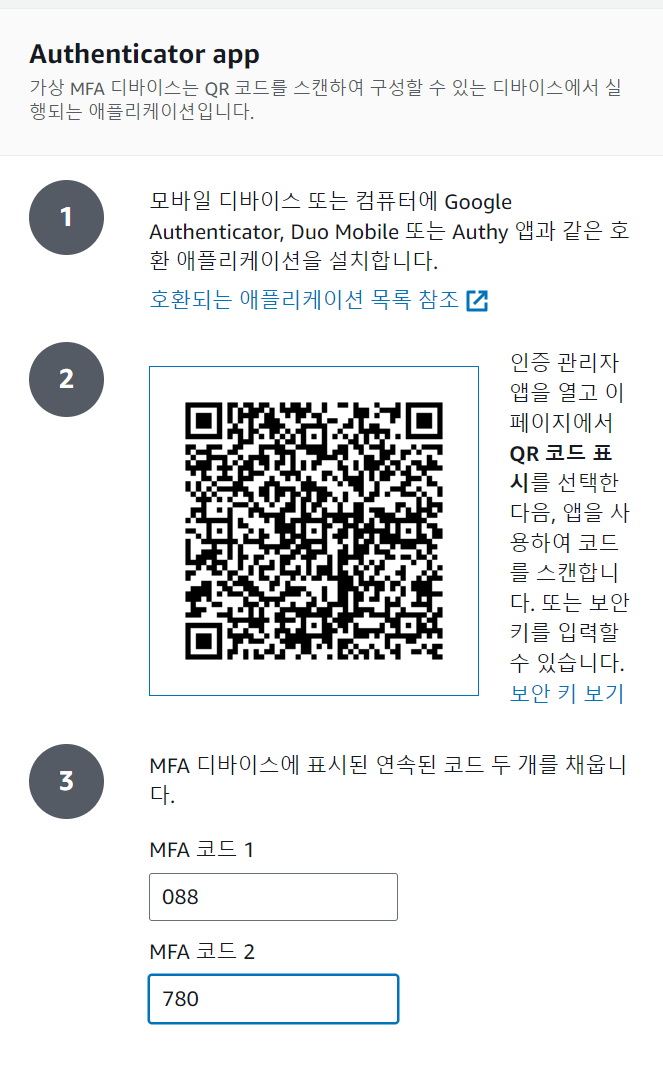 Authenticator app
가상 MFA 디바이스는 QR 코드를 스캔하여 구성할 수 있는 디바이스에서 실
행되는 애플리케이션입니다.
1
모바일 디바이스 또는 컴퓨터에 Google
Authenticator, Duo Mobile 또는 Authy 앱과 같은 호
환 애플리케이션을 설치합니다.
호환되는 애플리케이션 목록 참조
2
인증 관리자
앱을 열고 이
페이지에서
QR 코드 표
시를 선택한
다음, 앱을 사
용하여 코드
를 스캔합니
다. 또는 보안
키를 입력할
수 있습니다.
보안 키 보기
3
MFA 디바이스에 표시된 연속된 코드 두 개를 채웁니
다.
MFA 코드 1
088
MFA 코드 2
780